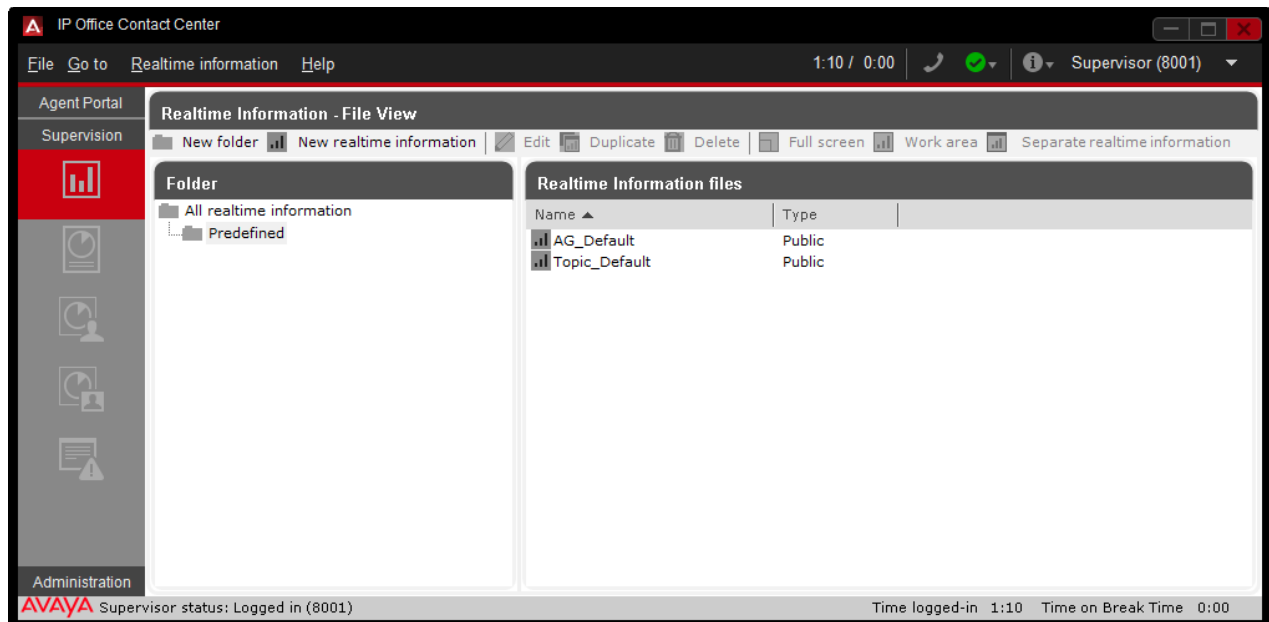 IP Office Contact Center
File Go to Realtime information Help 1:10 / 0:00 Supervisor (8001)
Agent Portal
Supervision
Realtime Information - File View
New folder New realtime information Edit Duplicate Delete Full screen Work area Separate realtime information
Folder
All realtime information
Predefined
Realtime Information files
Name Type
AG_Default Public
Topic_Default Public
Administration
AVAYA Supervisor status: Logged in (8001) Time logged-in 1:10 Time on Break Time 0:00